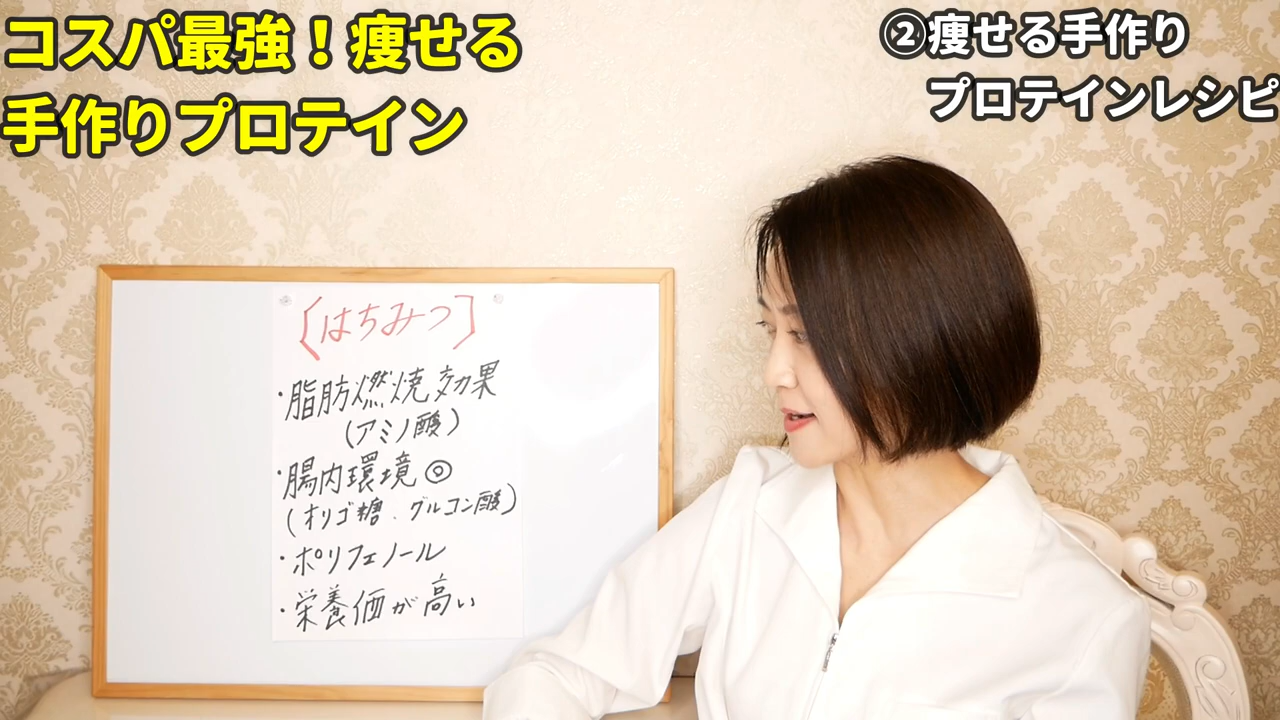 コスパ最強！痩せる
手作りプロテイン
②痩せる手作り
プロテインレシピ
〔はちみつ〕
・脂肪燃焼効果
（アミノ酸）
・腸内環境◎
（オリゴ糖、グルコン酸）
・ポリフェノール
・栄養価が高い